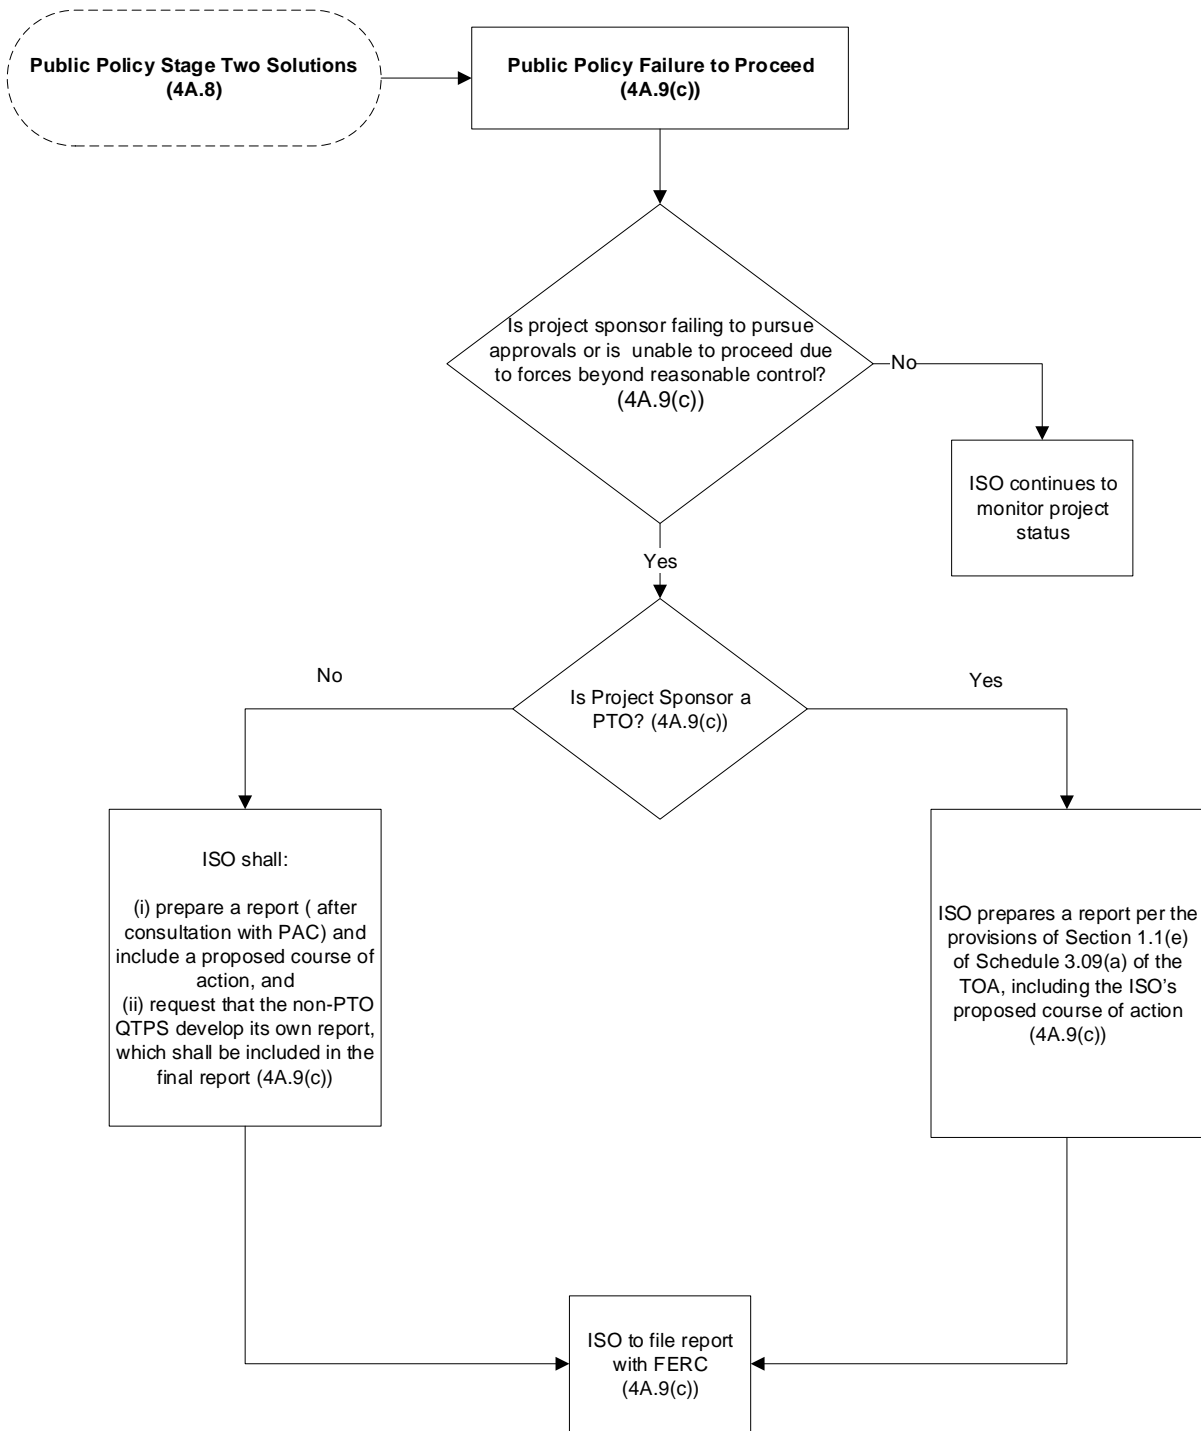 Public Policy Stage Two Solutions
(4A.8)
Public Policy Failure to Proceed
(4A.9(c))
Is project sponsor failing to pursue
approvals or is  unable to proceed due
to forces beyond reasonable control?
(4A.9(c))
No
ISO continues to
monitor project
status
Yes
Is Project Sponsor a
PTO? (4A.9(c))
No
Yes
ISO shall:
(i) prepare a report ( after
consultation with PAC) and
include a proposed course of
action, and
(ii) request that the non-PTO
QTPS develop its own report,
which shall be included in the
final report (4A.9(c))
ISO prepares a report per the
provisions of Section 1.1(e)
of Schedule 3.09(a) of the
TOA, including the ISO’s
proposed course of action
(4A.9(c))
ISO to file report
with FERC
(4A.9(c))